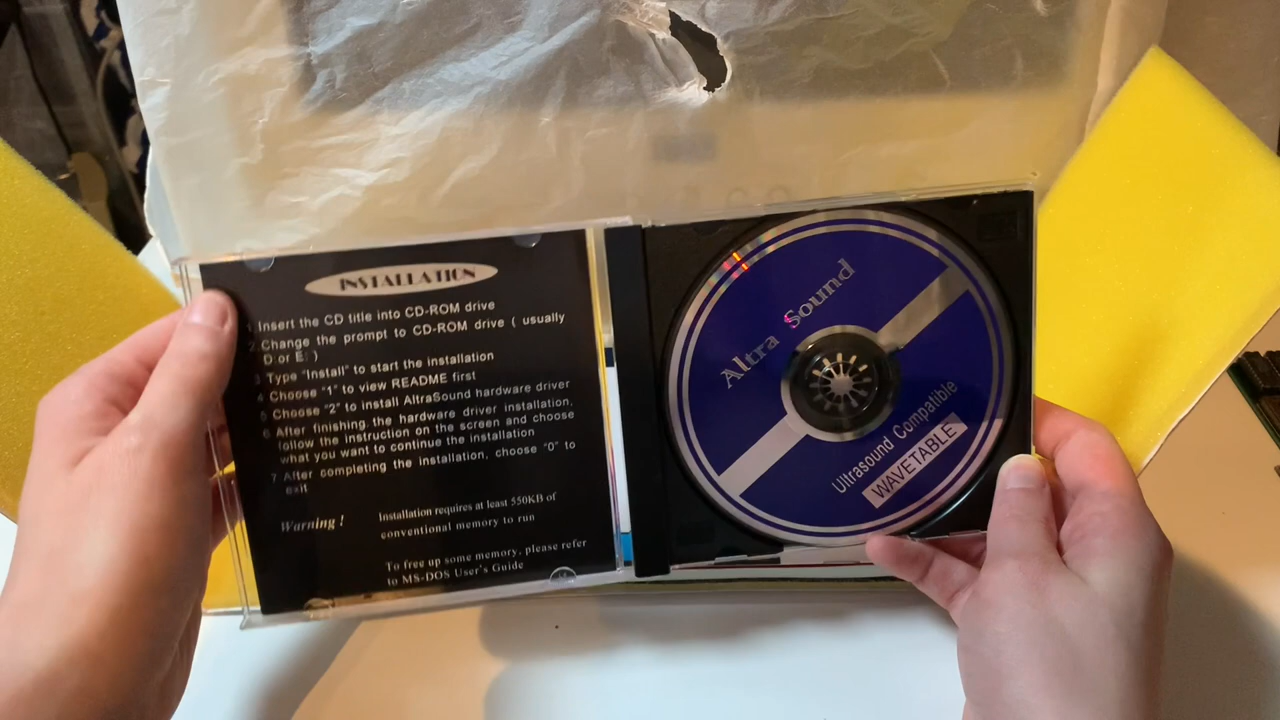 INSTALLATION
1 Insert the CD title into CD-ROM drive
2 Change the prompt to CD-ROM drive ( usually
D or E: )
3 Type "Install" to start the installation
4 Choose "1" to view README first
5 Choose "2" to install AltraSound hardware driver
6 After finishing the hardware driver installation,
follow the instruction on the screen and choose
what you want to continue the installation
7 After completing the installation, choose "0" to
exit
Warning !
Installation requires at least 550KB of
conventional memory to run
To free up some memory, please refer
to MS-DOS User's Guide
Altra Sound
Ultrasound Compatible
WAVETABLE